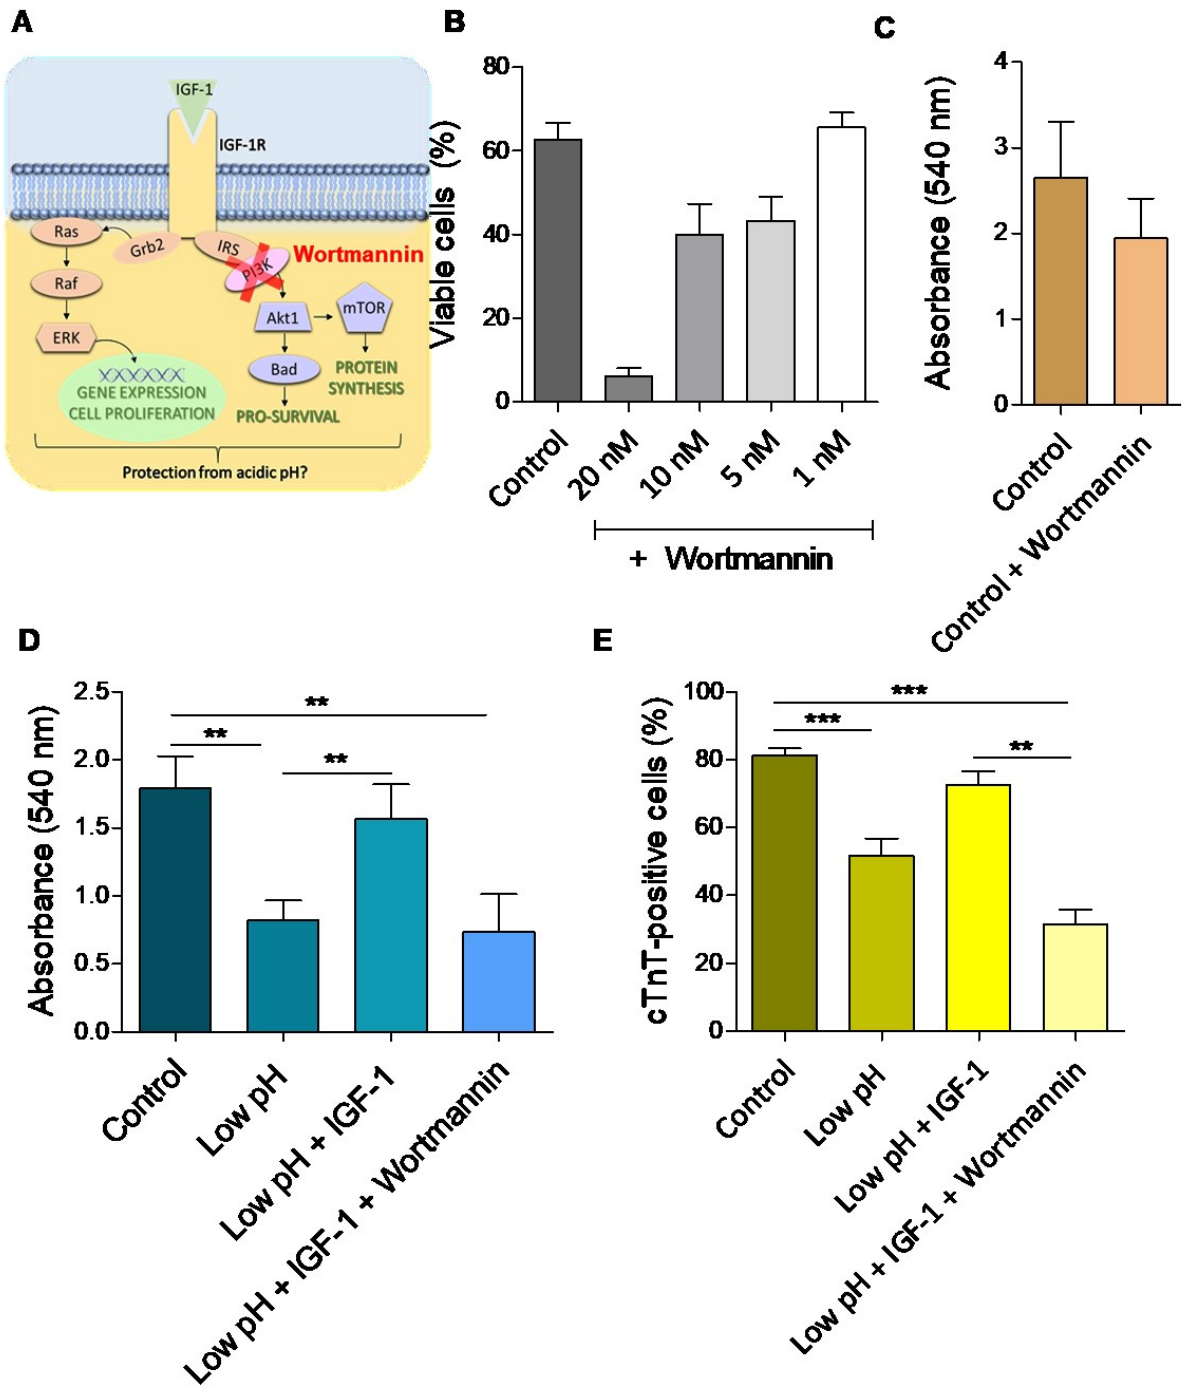 A
IGF-1
IGF-1R
Ras
Grb2
IRS
PI3K
Wortmannin
Raf
Akt1
mTOR
ERK
Bad
PROTEIN
SYNTHESIS
GENE EXPRESSION
CELL PROLIFERATION
PRO-SURVIVAL
Protection from acidic pH?
B
Viable cells (%)
80
60
40
20
0
Control
20 nM
10 nM
5 nM
1 nM
+ Wortmannin
C
Absorbance (540 nm)
4
3
2
1
0
Control
Control + Wortmannin
D
Absorbance (540 nm)
2.5
2.0
1.5
1.0
0.5
0.0
**
**
**
Control
Low pH
Low pH + IGF-1
Low pH + IGF-1 + Wortmannin
E
cTnT-positive cells (%)
100
80
60
40
20
0
***
***
**
Control
Low pH
Low pH + IGF-1
Low pH + IGF-1 + Wortmannin